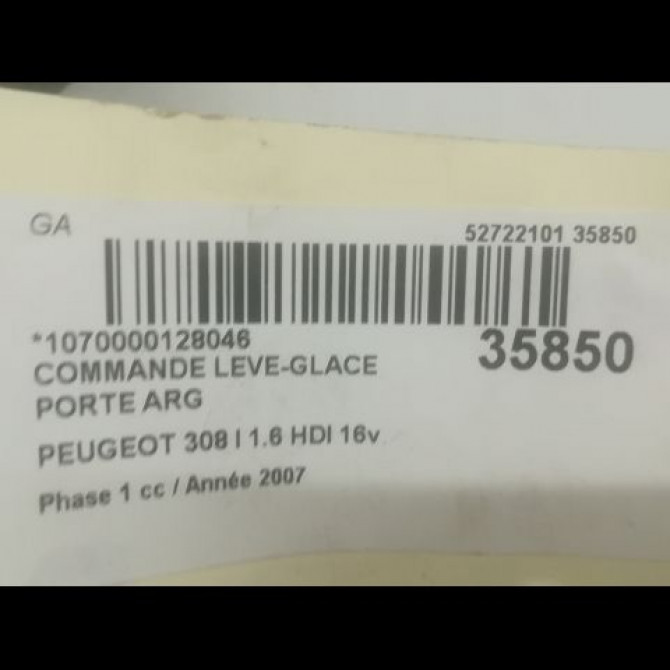 GA
52722101 35850
*1070000128046
35850
COMMANDE LEVE-GLACE
PORTE ARG
PEUGEOT 308 I 1.6 HDI 16v
Phase 1 cc / Année 2007